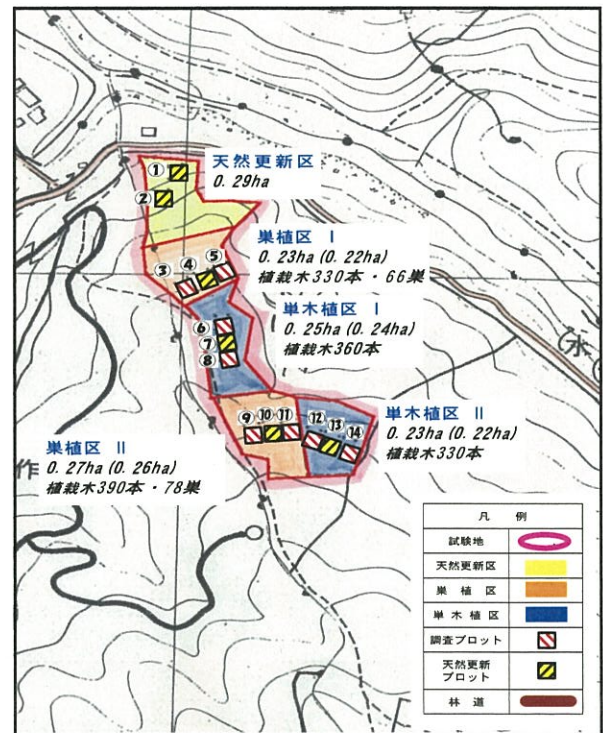 天然更新区
0.29ha
①
②
巣植区 Ⅰ
0.23ha (0.22ha)
植栽木330本・66巣
③ ④ ⑤
単木植区 Ⅰ
0.25ha (0.24ha)
植栽木360本
⑥
⑦
⑧
⑨ ⑩ ⑪ ⑫ ⑬ ⑭
単木植区 Ⅱ
0.23ha (0.22ha)
植栽木330本
巣植区 Ⅱ
0.27ha (0.26ha)
植栽木390本・78巣
作
水
凡 例
試験地
天然更新区
巣 植 区
単 木 植 区
調査プロット
天然更新
プロット
林 道